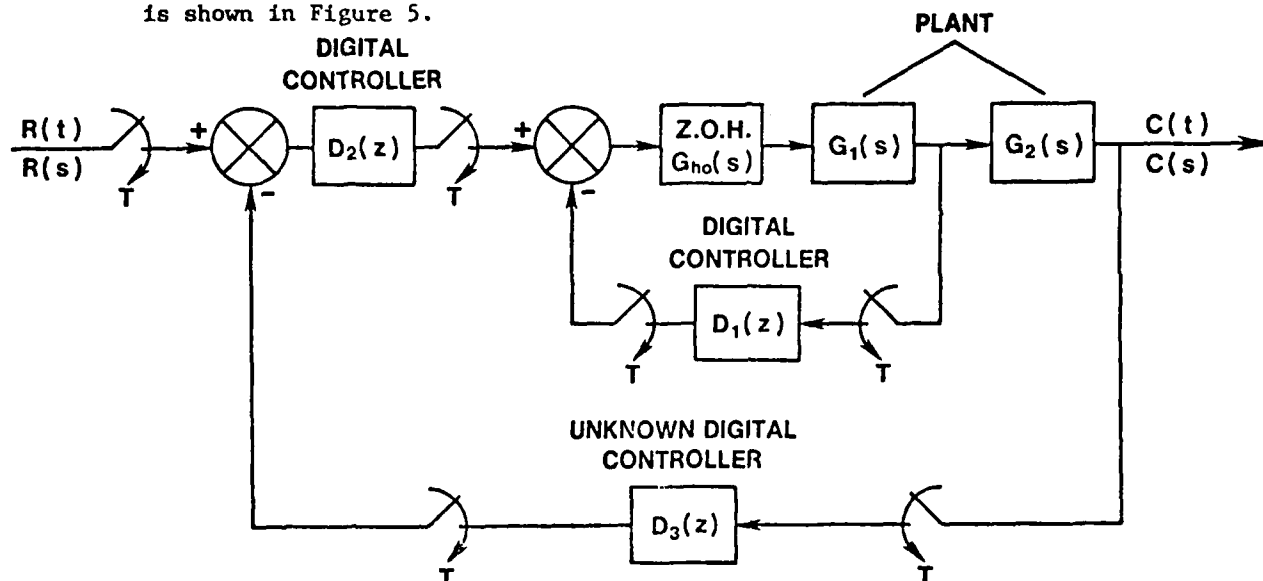 is shown in Figure 5.
PLANT
DIGITAL
CONTROLLER
R(t)
R(s)
T
+
-
D₂(z)
T
+
-
Z.O.H.
Gₕₒ(s)
G₁(s)
G₂(s)
C(t)
C(s)
DIGITAL
CONTROLLER
T
D₁(z)
T
UNKNOWN DIGITAL
CONTROLLER
T
D₃(z)
T